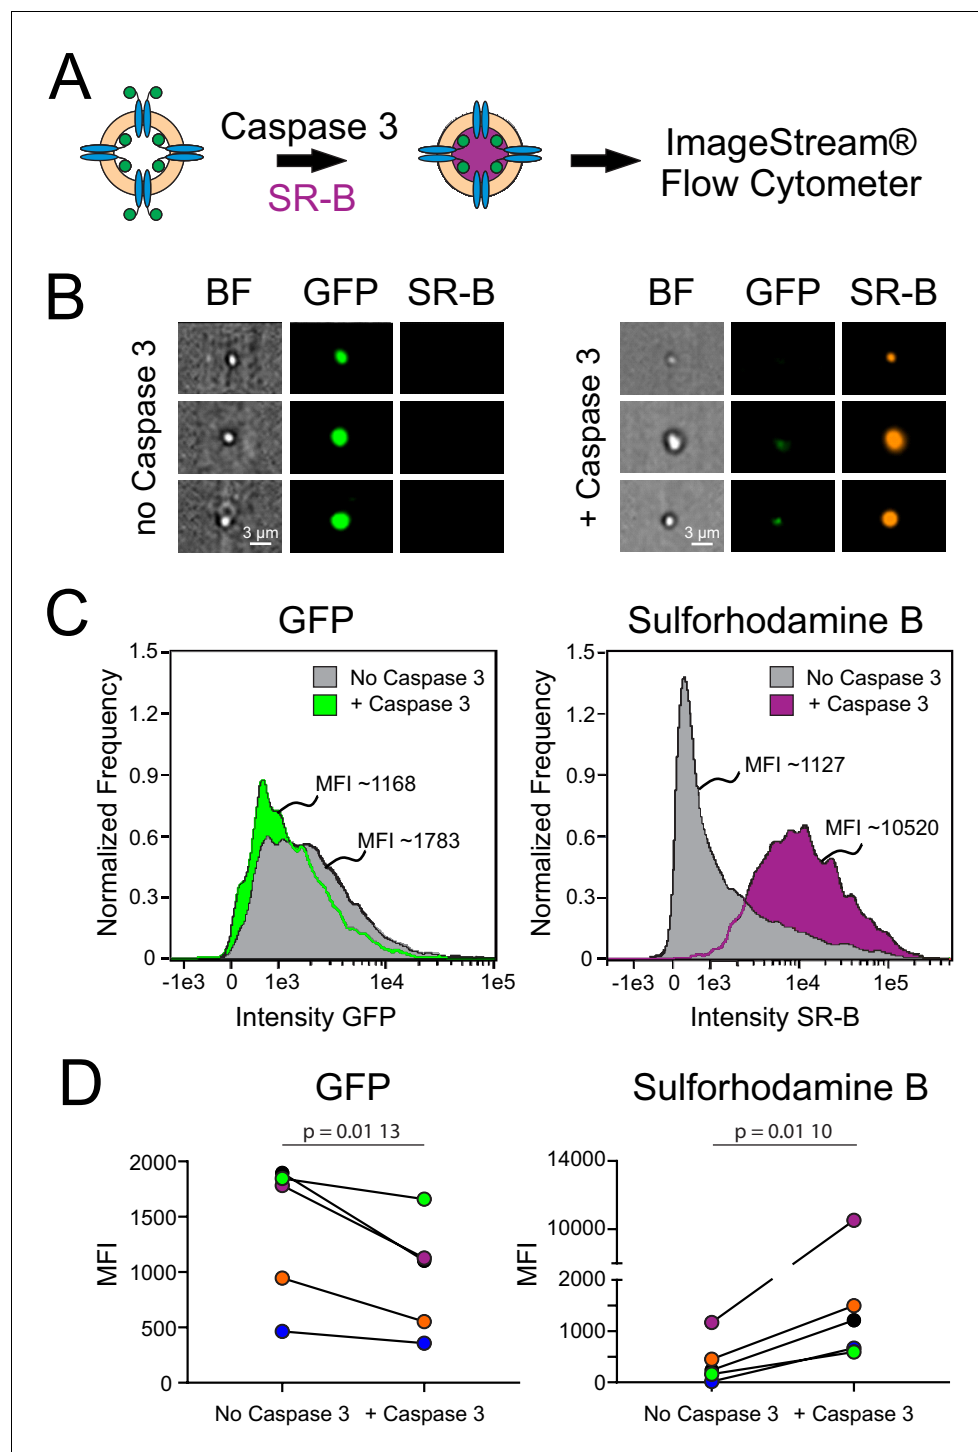 A
Caspase 3
SR-B
ImageStream®
Flow Cytometer
B
BF GFP SR-B
no Caspase 3
3 µm
BF GFP SR-B
+ Caspase 3
3 µm
C
GFP
Normalized Frequency
1.5
1.2
0.9
0.6
0.3
0
No Caspase 3
+ Caspase 3
MFI ~1168
MFI ~1783
-1e3 0 1e3 1e4 1e5
Intensity GFP
Sulforhodamine B
Normalized Frequency
1.5
1.2
0.9
0.6
0.3
0
No Caspase 3
+ Caspase 3
MFI ~1127
MFI ~10520
-1e3 0 1e3 1e4 1e5
Intensity SR-B
D
GFP
p = 0.01 13
MFI
2000
1500
1000
500
0
No Caspase 3 + Caspase 3
Sulforhodamine B
p = 0.01 10
MFI
14000
10000
2000
1000
0
No Caspase 3 + Caspase 3